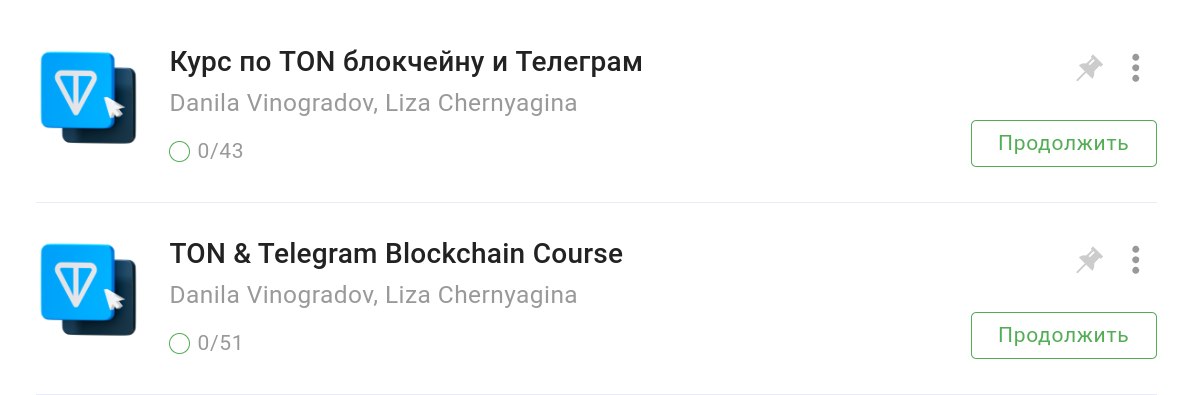 Курс по TON блокчейну и Телеграм
Danila Vinogradov, Liza Chernyagina
0/43
Продолжить
TON & Telegram Blockchain Course
Danila Vinogradov, Liza Chernyagina
0/51
Продолжить